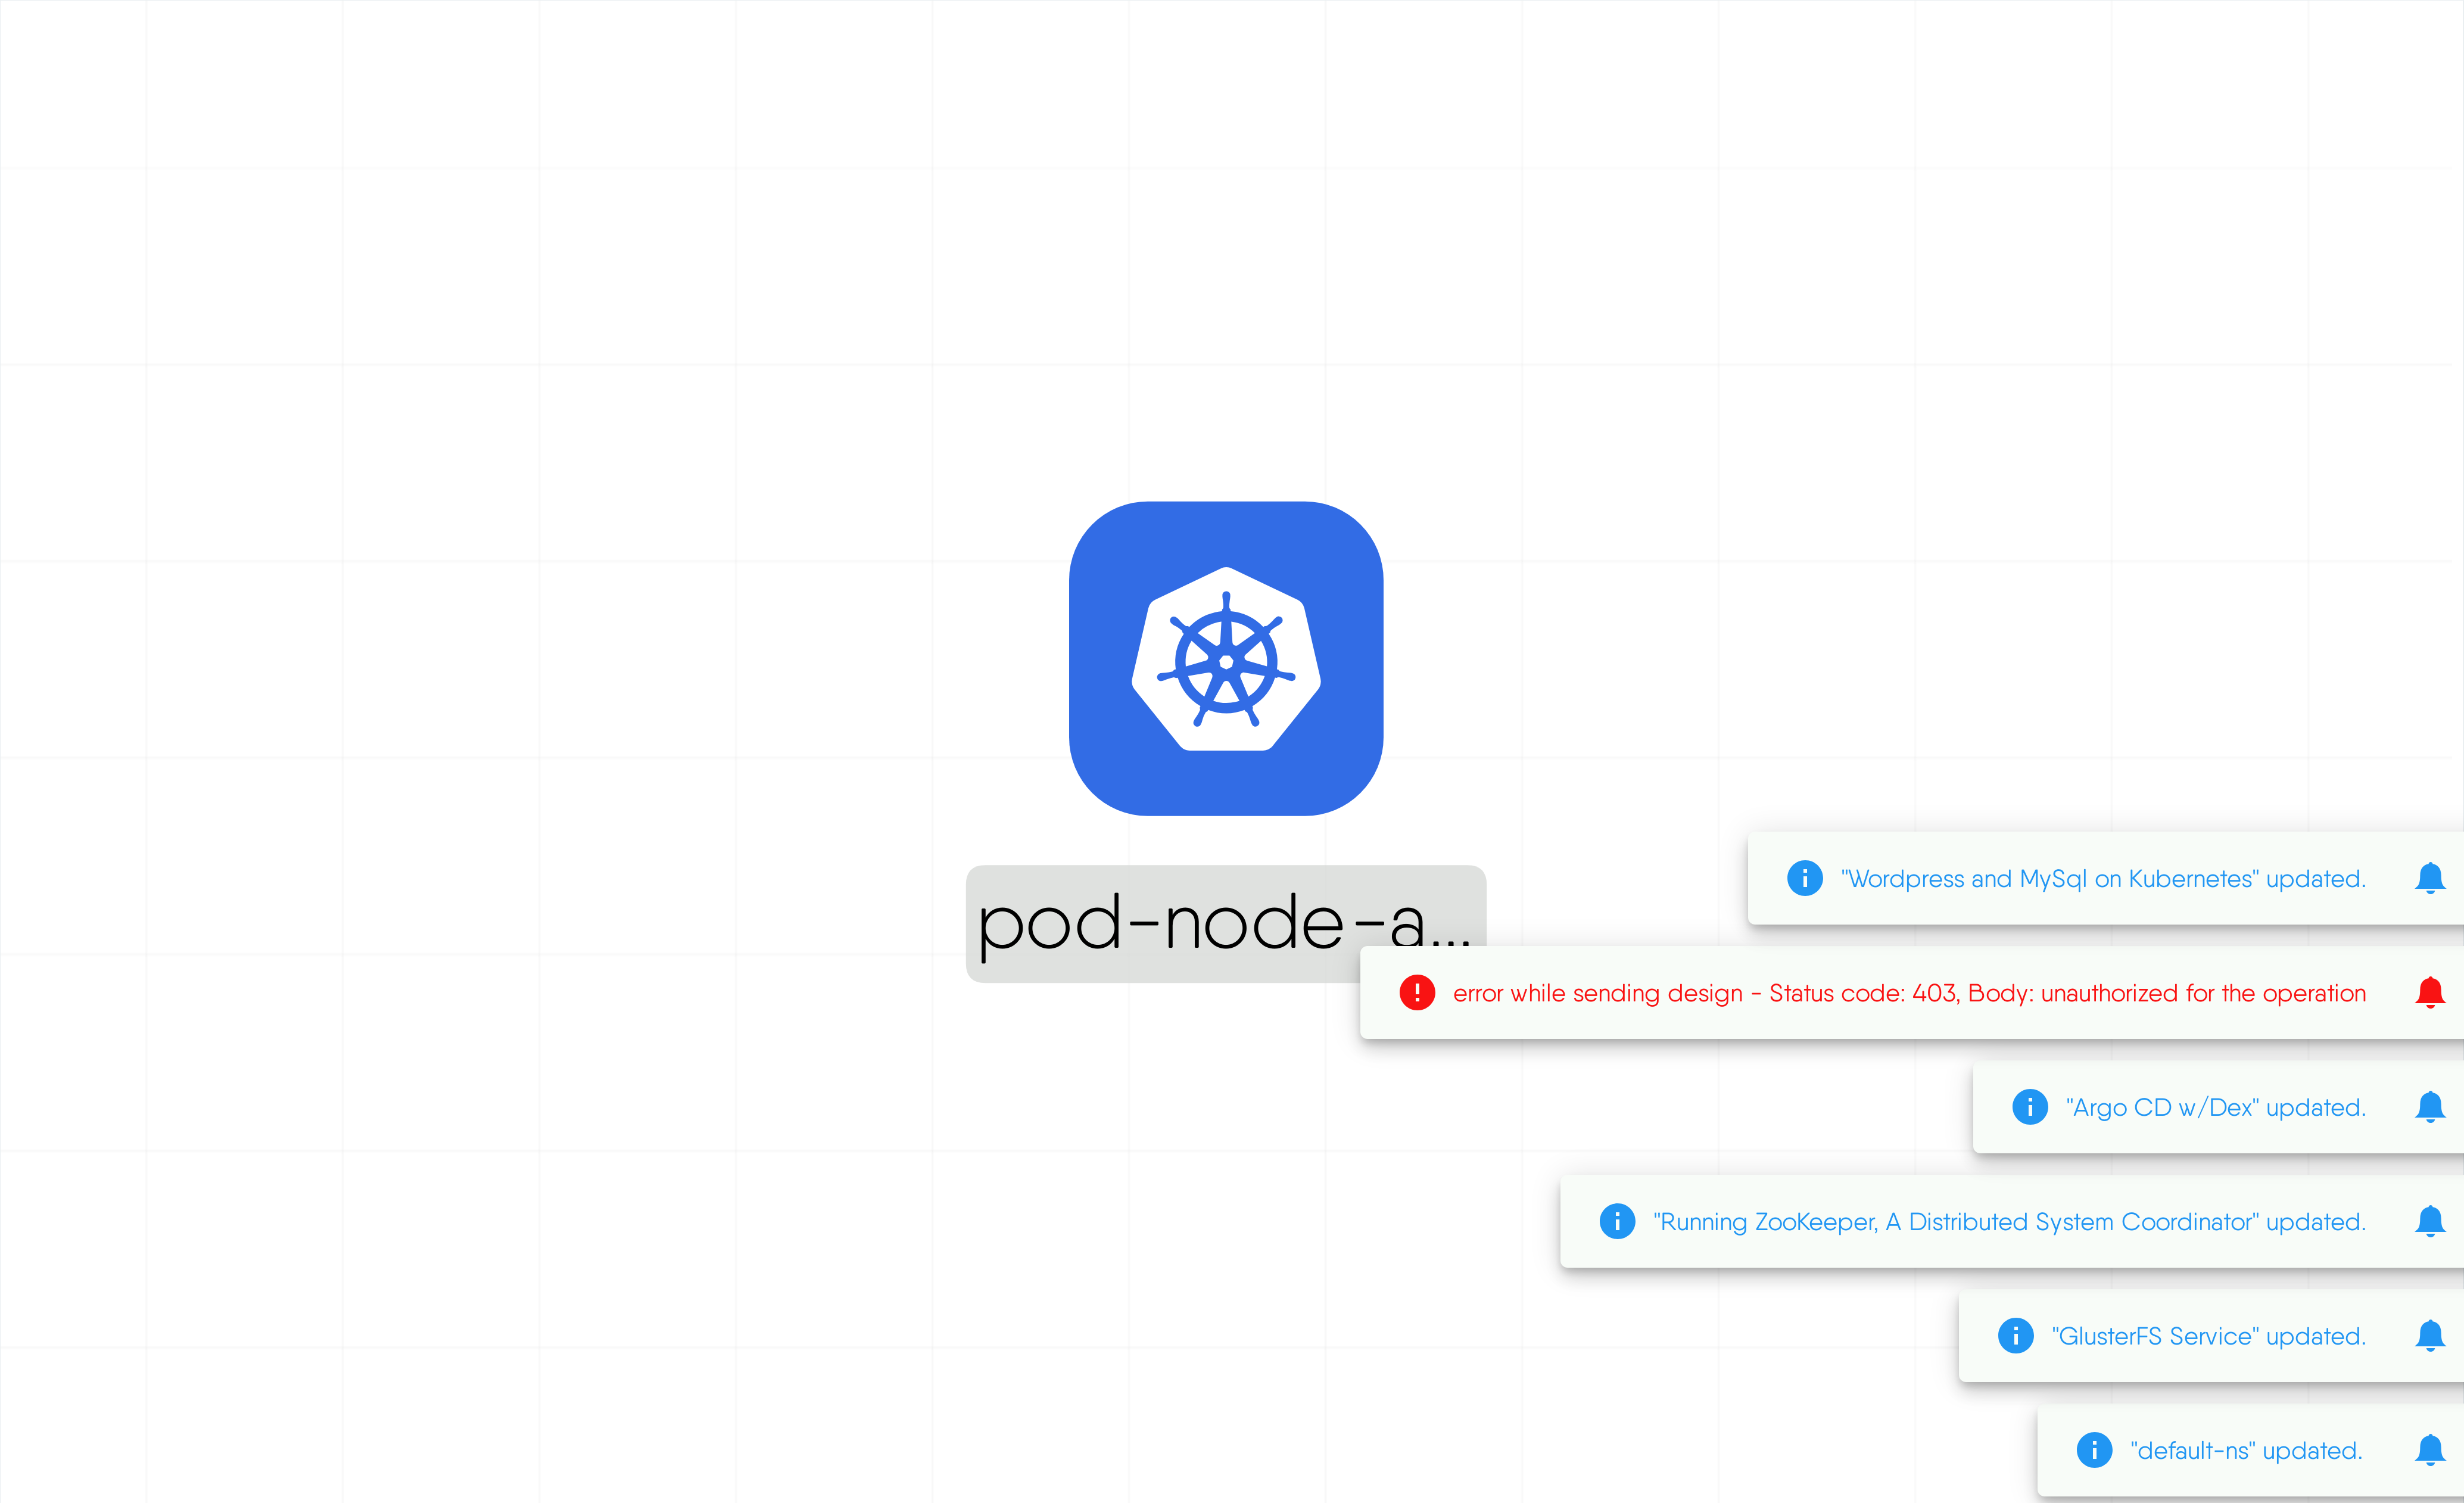 "Wordpress and MySql on Kubernetes" updated.
pod-node-a...
error while sending design - Status code: 403, Body: unauthorized for the operation
"Argo CD w/Dex" updated.
"Running ZooKeeper, A Distributed System Coordinator" updated.
"GlusterFS Service" updated.
"default-ns" updated.